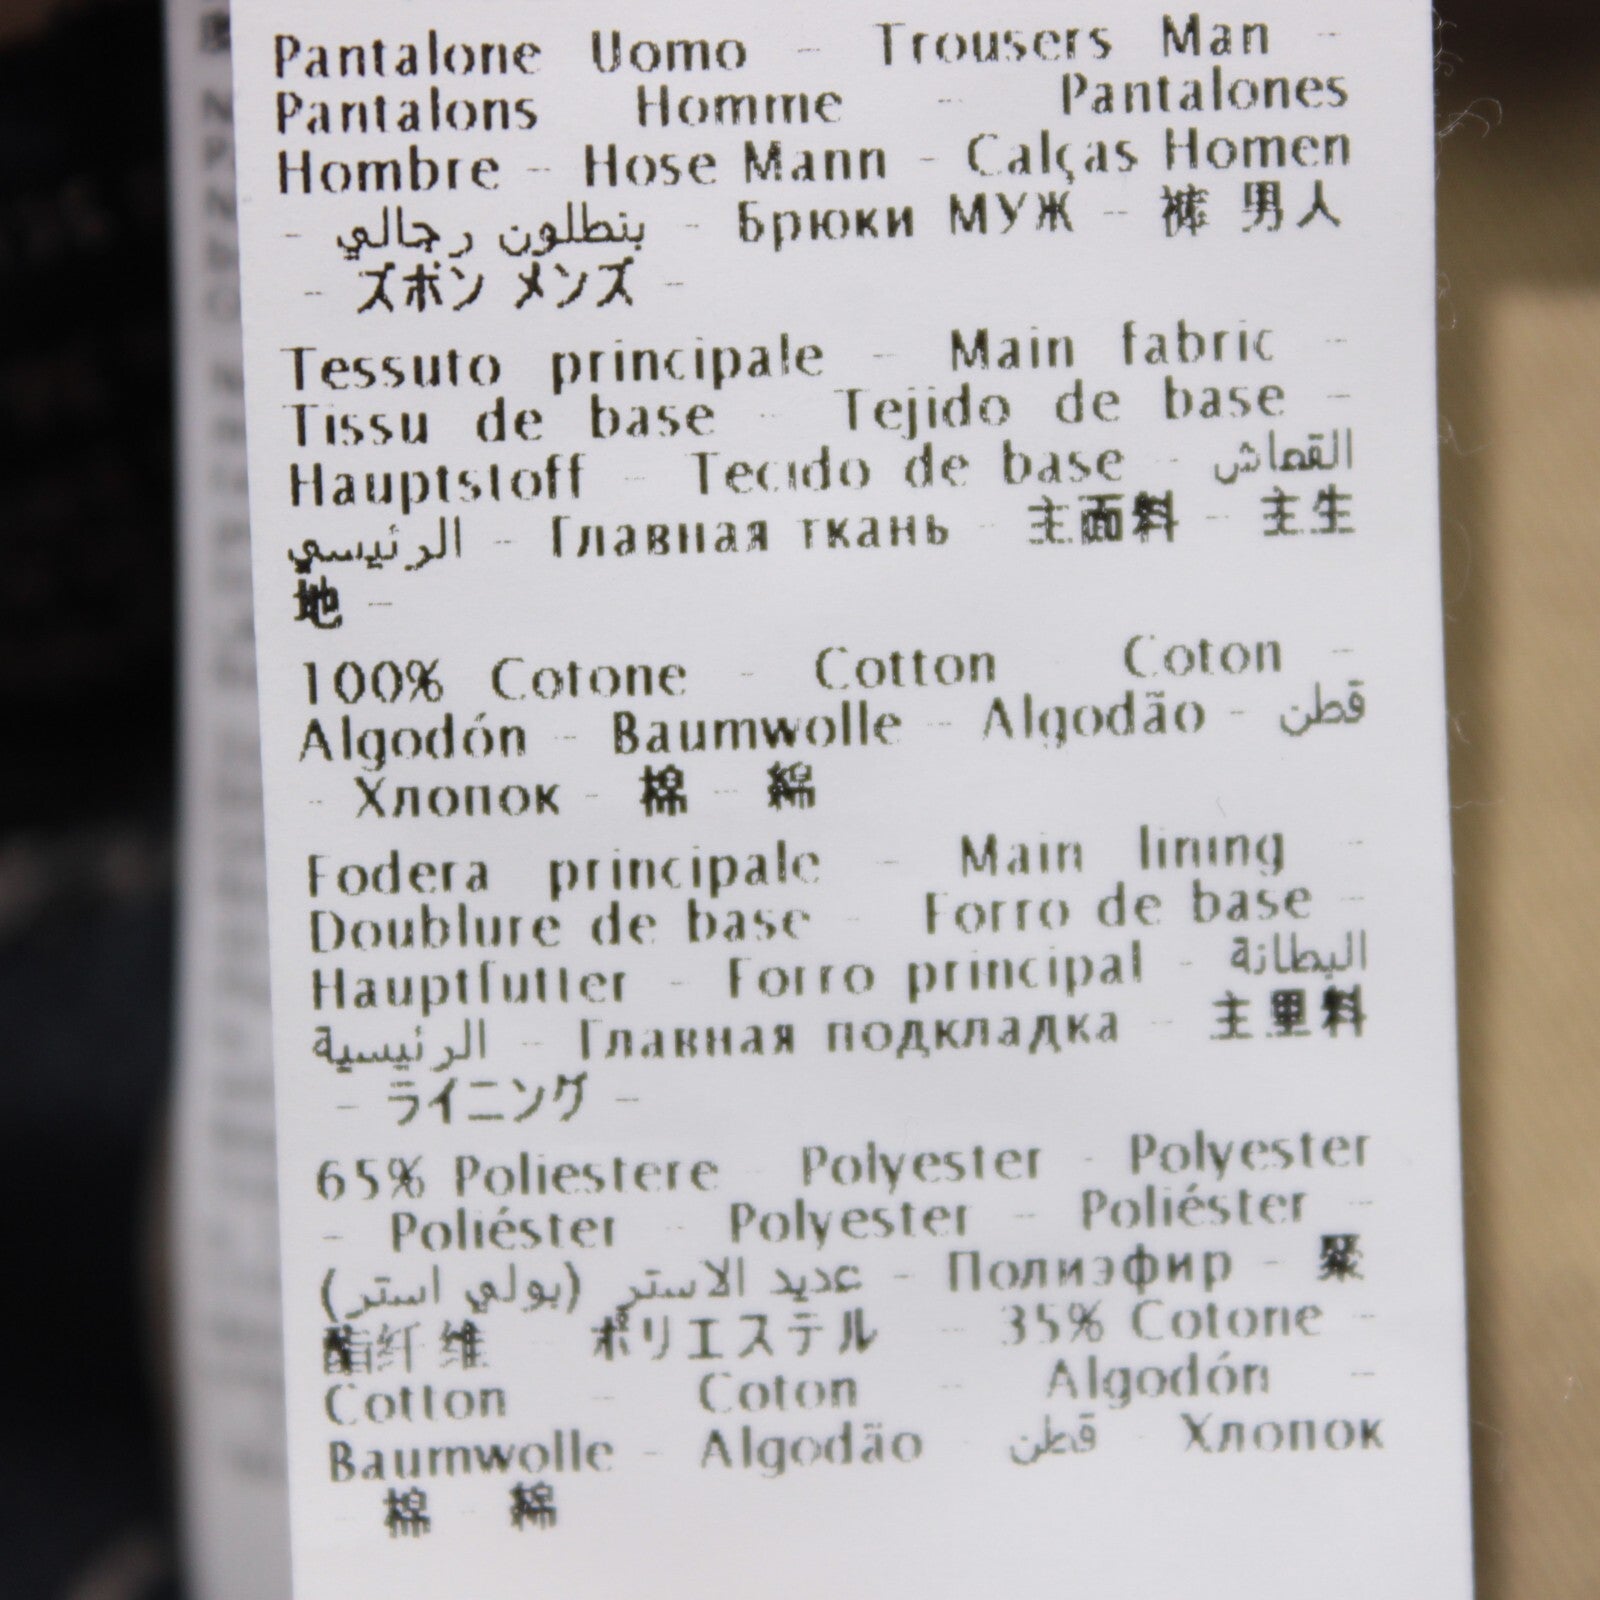 Pantalone Uomo - Trousers Man -
Pantalons Homme - Pantalones
Hombre - Hose Mann - Calças Homen
- بنطلون رجالي - Брюки МУЖ - 裤 男人
- ズボン メンズ -
Tessuto principale - Main fabric -
Tissu de base - Tejido de base -
Hauptstoff - Tecido de base - القماش
الرئيسي - Главная ткань - 主面料 - 主生
地 -
100% Cotone - Cotton - Coton -
Algodón - Baumwolle - Algodão - قطن
- Хлопок - 棉 - 綿
Fodera principale - Main lining -
Doublure de base - Forro de base -
Hauptfutter - Forro principal - البطانة
الرئيسية - Главная подкладка - 主里料
- ライニング -
65% Poliestere - Polyester - Polyester
- Poliéster - Polyester - Poliéster -
عديد الاستر (بولي استر) - Полиэфир - 聚
酯纤维 - ポリエステル - 35% Cotone -
Cotton - Coton - Algodón -
Baumwolle - Algodão - قطن - Хлопок
- 棉 - 綿